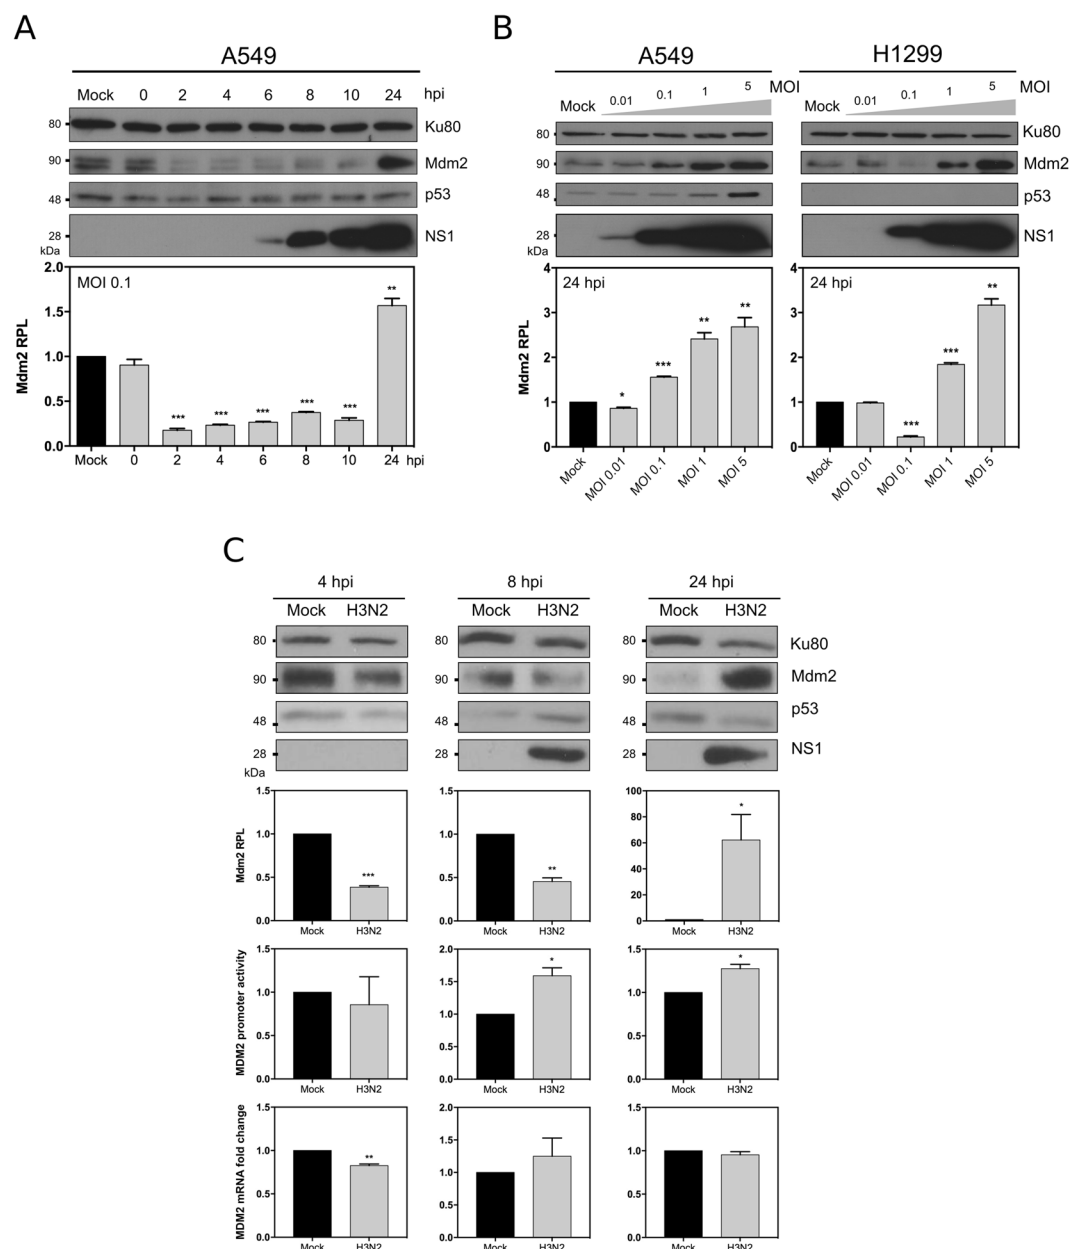 A
A549
Mock 0 2 4 6 8 10 24 hpi
80 Ku80
90 Mdm2
48 p53
28 NS1
kDa
Mdm2 RPL
2.0
1.5
1.0
0.5
0.0
MOI 0.1
*** *** *** *** *** **
Mock 0 2 4 6 8 10 24 hpi
B
A549 H1299
Mock 0.01 0.1 1 5 MOI Mock 0.01 0.1 1 5 MOI
80 80 Ku80
90 90 Mdm2
48 48 p53
28 28 NS1
kDa kDa
Mdm2 RPL
4
3
2
1
0
24 hpi
* *** ** **
Mock MOI 0.01 MOI 0.1 MOI 1 MOI 5
4
3
2
1
0
24 hpi
*** *** **
Mock MOI 0.01 MOI 0.1 MOI 1 MOI 5
C
4 hpi 8 hpi 24 hpi
Mock H3N2 Mock H3N2 Mock H3N2
80 80 80 Ku80
90 90 90 Mdm2
48 48 48 p53
28 28 28 NS1
kDa
Mdm2 RPL
1.5
1.0
0.5
0.0
***
Mock H3N2
1.5
1.0
0.5
0.0
**
Mock H3N2
100
80
60
40
20
0
*
Mock H3N2
MDM2 promoter activity
1.5
1.0
0.5
0.0
Mock H3N2
2.0
1.5
1.0
0.5
0.0
*
Mock H3N2
1.5
1.0
0.5
0.0
*
Mock H3N2
MDM2 mRNA fold change
1.5
1.0
0.5
0.0
**
Mock H3N2
2.0
1.5
1.0
0.5
0.0
Mock H3N2
1.5
1.0
0.5
0.0
Mock H3N2